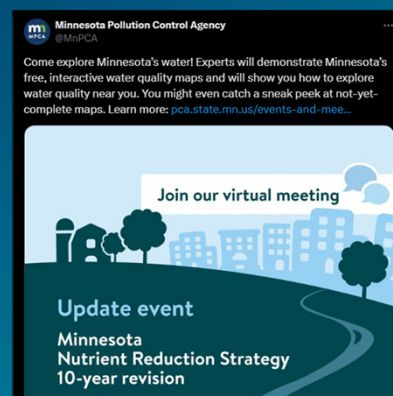 Minnesota Pollution Control Agency
@MnPCA
Come explore Minnesota's water! Experts will demonstrate Minnesota's
free, interactive water quality maps and will show you how to explore
water quality near you. You might even catch a sneak peek at not-yet-
complete maps. Learn more: pca.state.mn.us/events-and-mee...
Join our virtual meeting
Update event
Minnesota
Nutrient Reduction Strategy
10-year revision